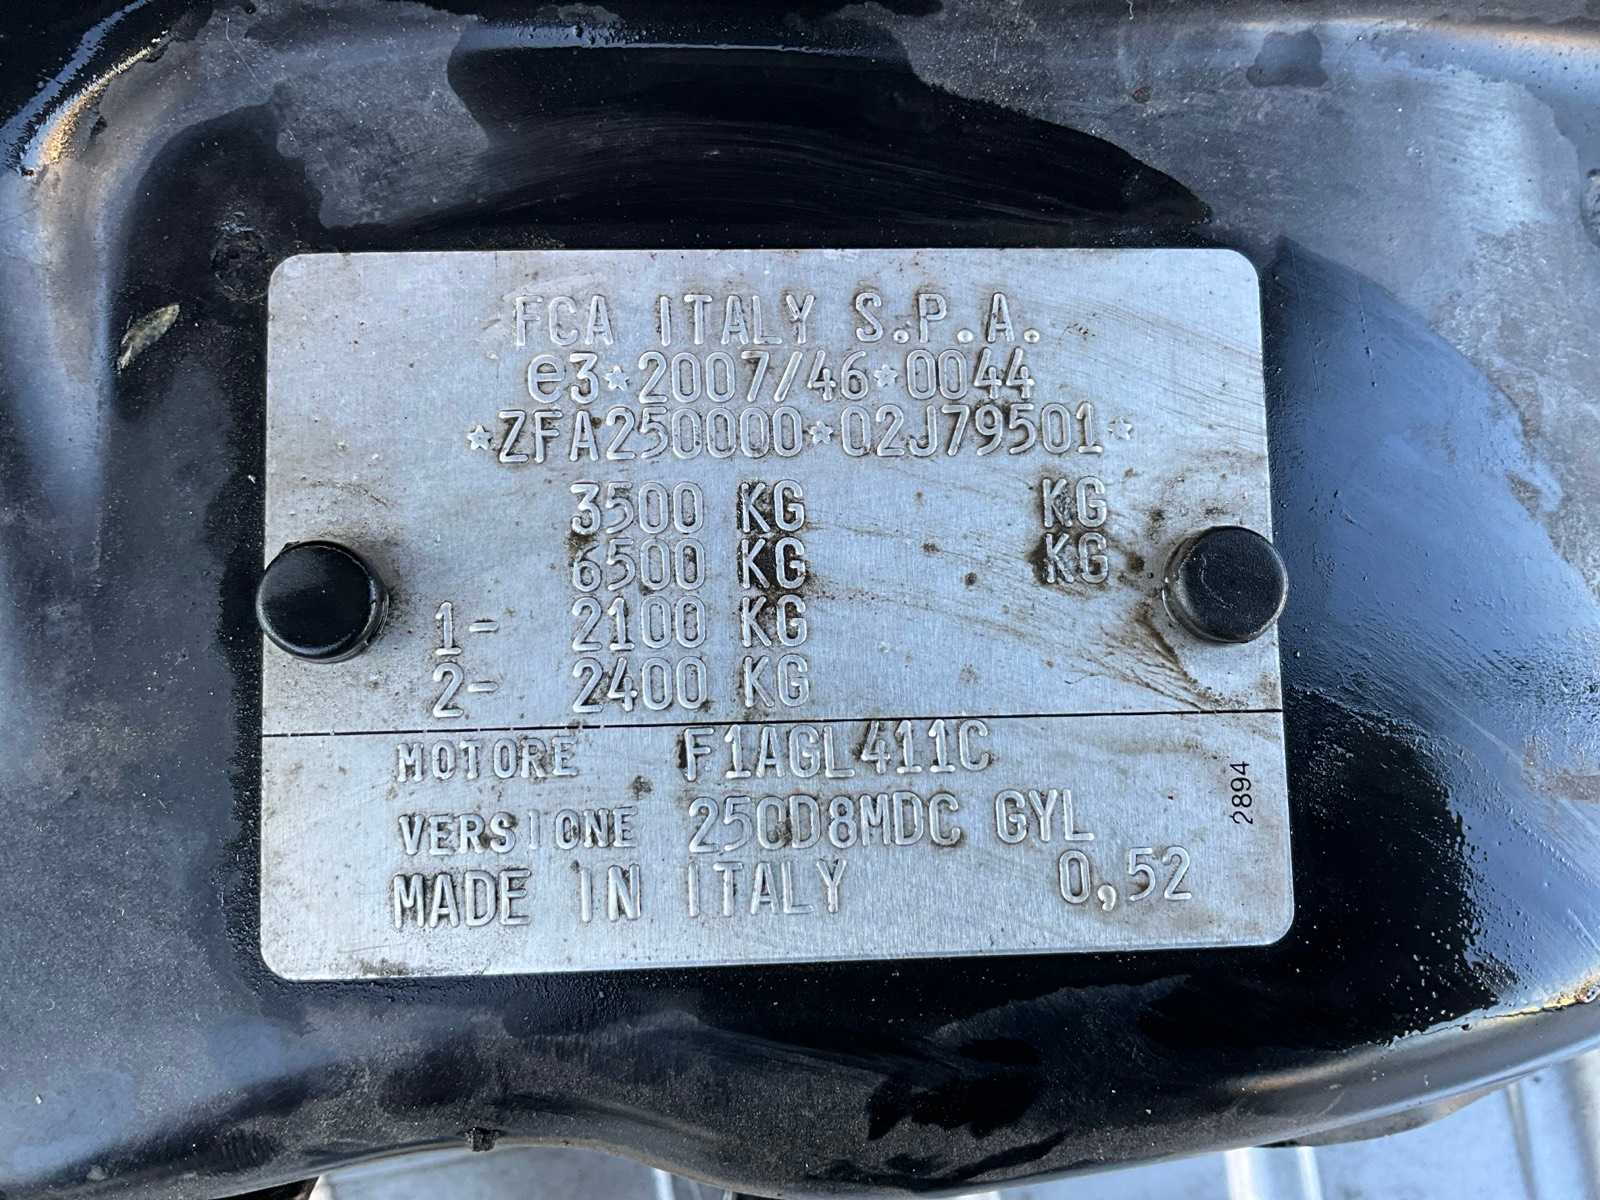 FCA ITALY S.P.A.
e3*2007/46*0044
*ZFA250000*02J79501*
3500 KG KG
6500 KG KG
1- 2100 KG
2- 2400 KG
MOTORE F1AGL411C
VERSIONE 250D8MDC GYL
MADE IN ITALY 0,52
2894